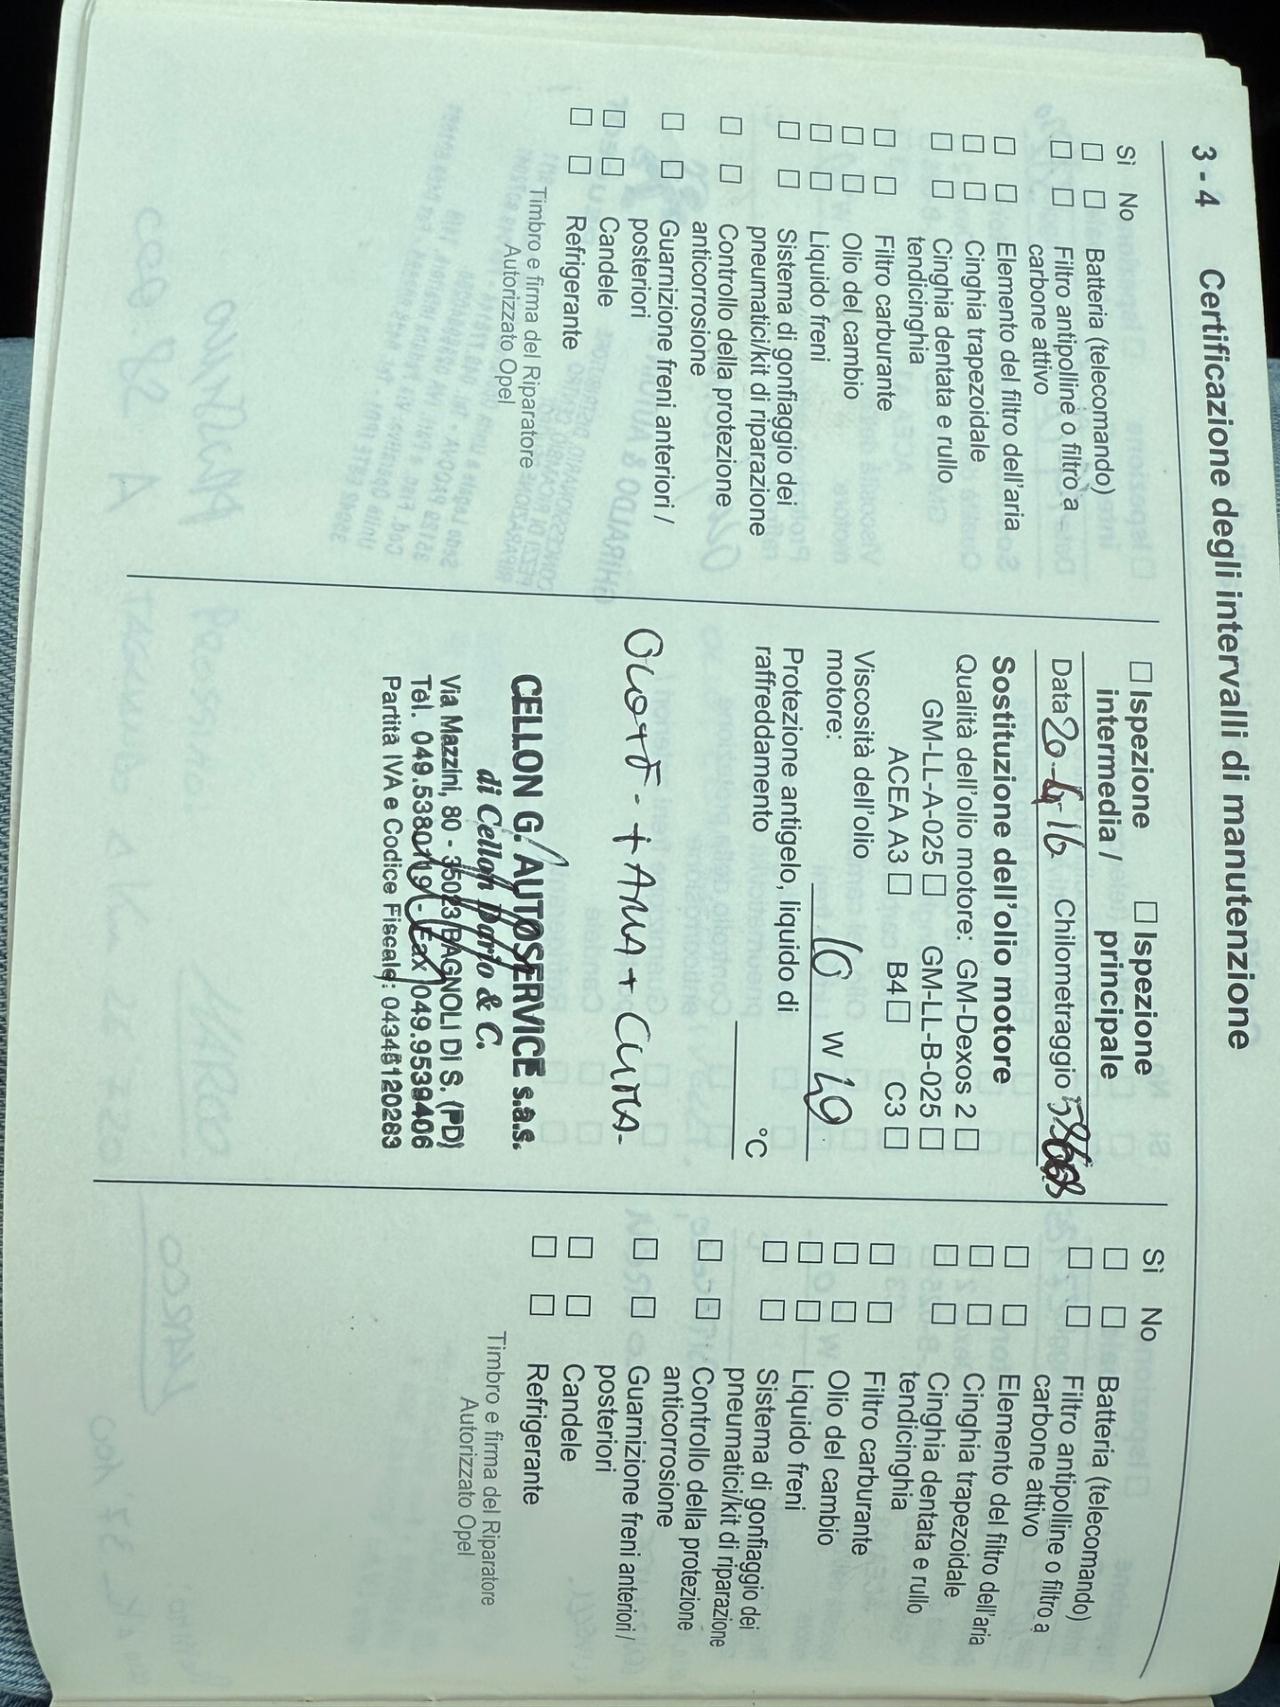 3 - 4 Certificazione degli intervalli di manutenzione
Sì No
Batteria (telecomando)
Filtro antipolline o filtro a
carbone attivo
Elemento del filtro dell'aria
Cinghia trapezoidale
Cinghia dentata e rullo
tendicinghia
Filtro carburante
Olio del cambio
Liquido freni
Sistema di gonfiaggio dei
pneumatici/kit di riparazione
Controllo della protezione
anticorrosione
Guarnizione freni anteriori /
posteriori
Candele
Refrigerante
Timbro e firma del Riparatore
Autorizzato Opel
Ispezione
intermedia /
Ispezione
principale
Data 20-4-16 Chilometraggio
Sostituzione dell'olio motore
Qualità dell'olio motore: GM-Dexos 2
GM-LL-A-025 GM-LL-B-025
ACEA A3 B4 C3
Viscosità dell'olio
motore: 10 W 40
Protezione antigelo, liquido di
raffreddamento °C
CELLON G. AUTOSERVICE s.a.s.
di Cellon Dario & C.
Via Mazzini, 80 - 35023 BAGNOLI DI S. (PD)
Tel. 049.5380719 - Fax 049.9539406
Partita IVA e Codice Fiscale: 04348120283
Sì No
Batteria (telecomando)
Filtro antipolline o filtro a
carbone attivo
Elemento del filtro dell'aria
Cinghia trapezoidale
Cinghia dentata e rullo
tendicinghia
Filtro carburante
Olio del cambio
Liquido freni
Sistema di gonfiaggio dei
pneumatici/kit di riparazione
Controllo della protezione
anticorrosione
Guarnizione freni anteriori /
posteriori
Candele
Refrigerante
Timbro e firma del Riparatore
Autorizzato Opel